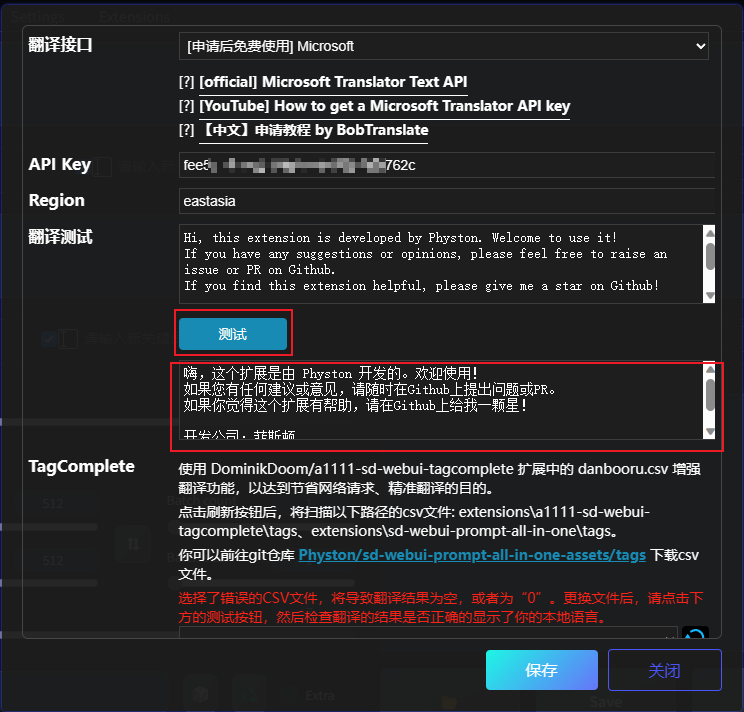 Settings Extensions
翻译接口 [申请后免费使用] Microsoft
[?] [official] Microsoft Translator Text API
[?] [YouTube] How to get a Microsoft Translator API key
[?] 【中文】申请教程 by BobTranslate
API Key fee5 762c
Region eastasia
翻译测试
Hi, this extension is developed by Physton. Welcome to use it!
If you have any suggestions or opinions, please feel free to raise an
issue or PR on Github.
If you find this extension helpful, please give me a star on Github!
测试
嗨，这个扩展是由 Physton 开发的。欢迎使用！
如果您有任何建议或意见，请随时在Github上提出问题或PR。
如果你觉得这个扩展有帮助，请在Github上给我一颗星！
开发公司：菲斯顿
TagComplete
使用 DominikDoom/a1111-sd-webui-tagcomplete 扩展中的 danbooru.csv 增强
翻译功能，以达到节省网络请求、精准翻译的目的。
点击刷新按钮后，将扫描以下路径的csv文件: extensions\a1111-sd-webui-
tagcomplete\tags、extensions\sd-webui-prompt-all-in-one\tags。
你可以前往git仓库 Physton/sd-webui-prompt-all-in-one-assets/tags 下载csv
文件。
选择了错误的CSV文件，将导致翻译结果为空，或者为“0”。更换文件后，请点击下
方的测试按钮，然后检查翻译的结果是否正确的显示了你的本地语言。
512
512
保存 关闭
Extra
Save